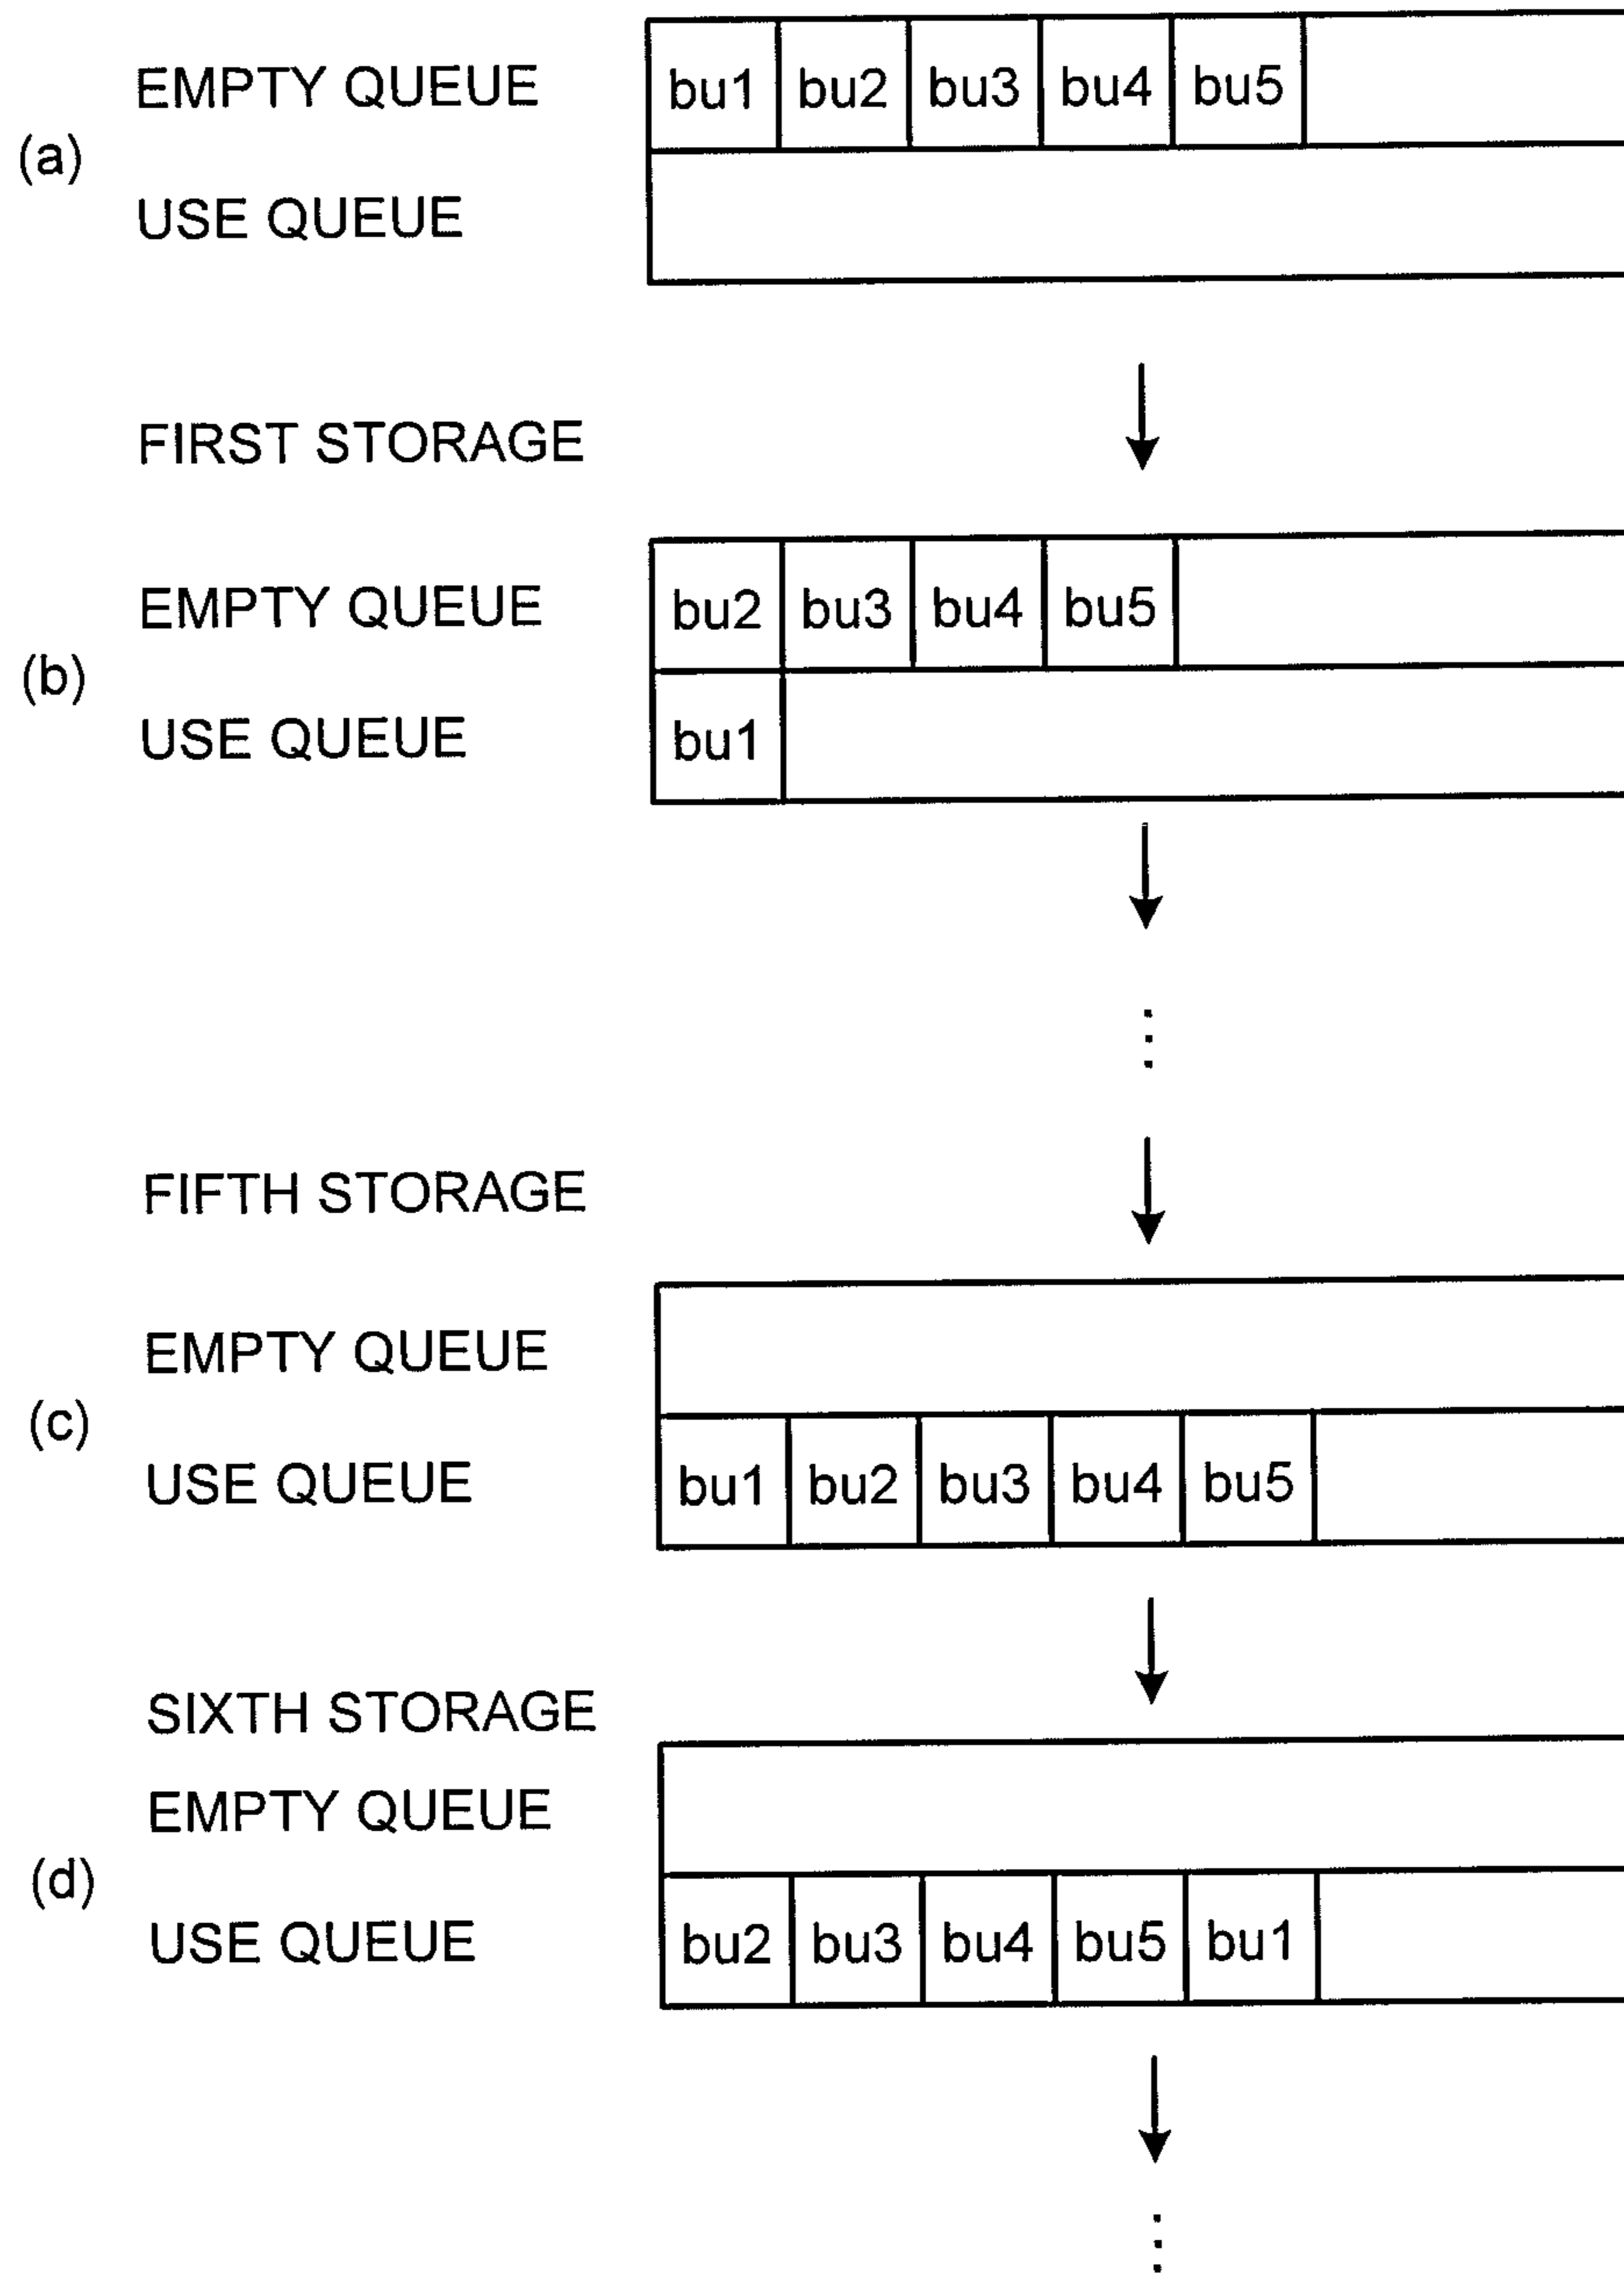 EMPTY QUEUE bu1 bu2 bu3 bu4 bu5
(a)
USE QUEUE
FIRST STORAGE
EMPTY QUEUE bu2 bu3 bu4 bu5
(b)
USE QUEUE bu1
FIFTH STORAGE
EMPTY QUEUE
(c)
USE QUEUE bu1 bu2 bu3 bu4 bu5
SIXTH STORAGE
EMPTY QUEUE
(d)
USE QUEUE bu2 bu3 bu4 bu5 bu1